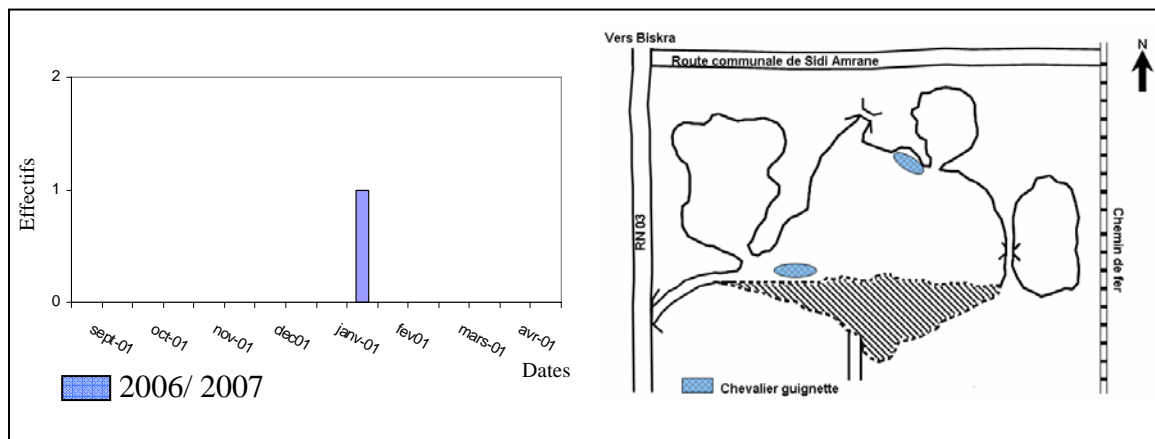 2
1
0
Effectifs
sept-01
oct-01
nov-01
dec01
janv-01
fev01
mars-01
avr-01
Dates
2006/ 2007
Vers Biskra
Route communale de Sidi Amrane
N
RN 03
Chemin de fer
Chevalier guignette